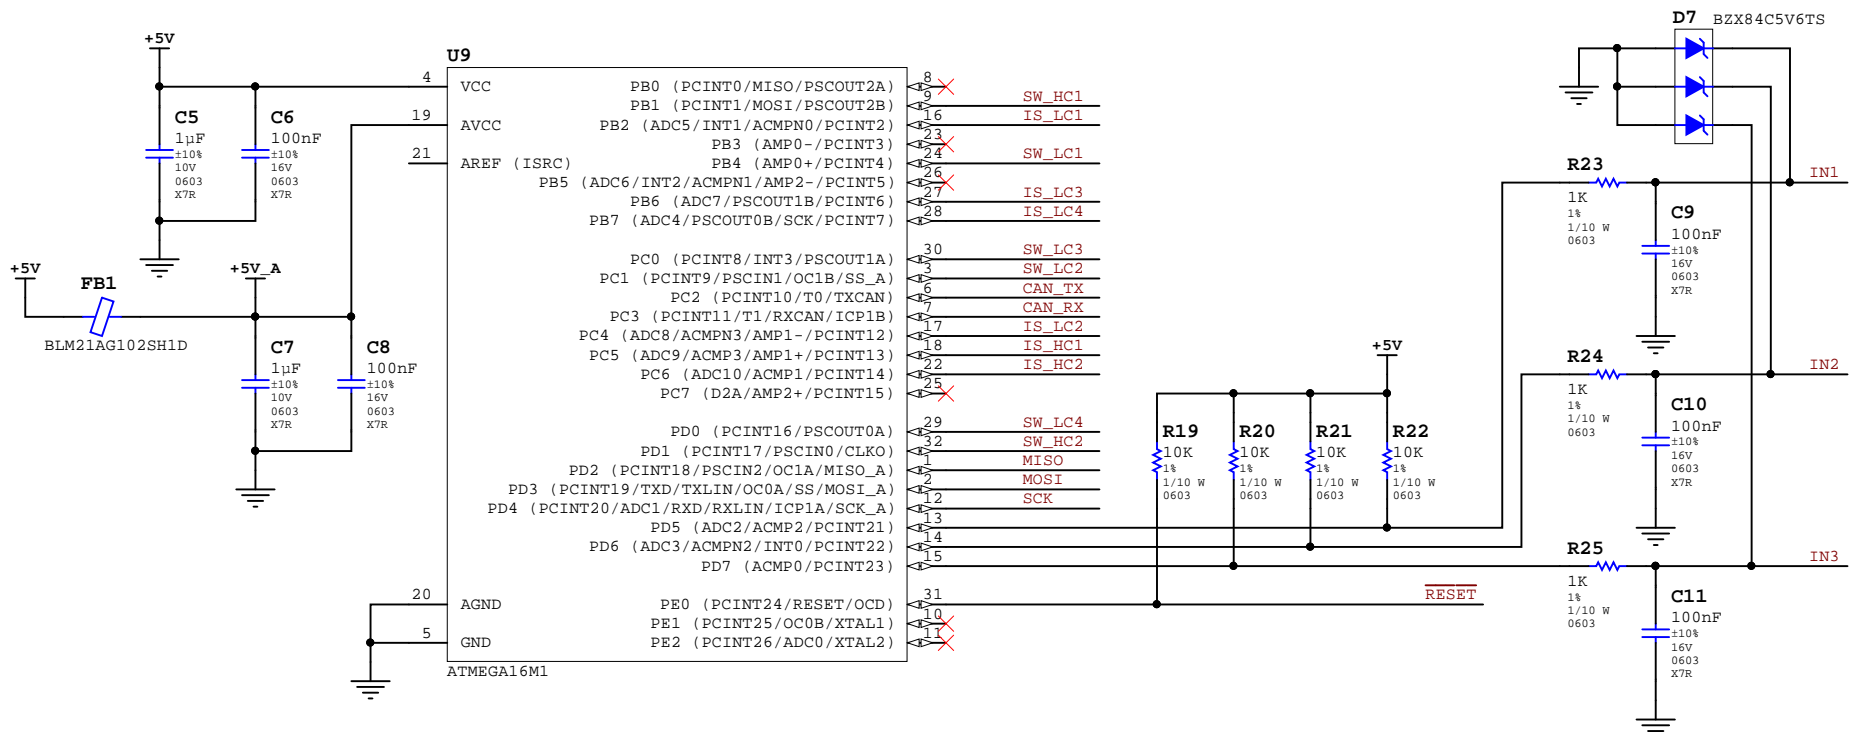 +5V
C5
1µF
±10%
10V
0603
X7R
C6
100nF
±10%
16V
0603
X7R
+5V
FB1
BLM21AG102SH1D
+5V_A
C7
1µF
±10%
10V
0603
X7R
C8
100nF
±10%
16V
0603
X7R
U9
4 VCC
19 AVCC
21 AREF (ISRC)
20 AGND
5 GND
ATMEGA16M1
PB0 (PCINT0/MISO/PSCOUT2A) 8
PB1 (PCINT1/MOSI/PSCOUT2B) 9 SW_HC1
PB2 (ADC5/INT1/ACMPN0/PCINT2) 16 IS_LC1
PB3 (AMP0-/PCINT3) 23
PB4 (AMP0+/PCINT4) 24 SW_LC1
PB5 (ADC6/INT2/ACMPN1/AMP2-/PCINT5) 26
PB6 (ADC7/PSCOUT1B/PCINT6) 27 IS_LC3
PB7 (ADC4/PSCOUT0B/SCK/PCINT7) 28 IS_LC4
PC0 (PCINT8/INT3/PSCOUT1A) 30 SW_LC3
PC1 (PCINT9/PSCIN1/OC1B/SS_A) 3 SW_LC2
PC2 (PCINT10/T0/TXCAN) 6 CAN_TX
PC3 (PCINT11/T1/RXCAN/ICP1B) 7 CAN_RX
PC4 (ADC8/ACMPN3/AMP1-/PCINT12) 17 IS_LC2
PC5 (ADC9/ACMP3/AMP1+/PCINT13) 18 IS_HC1
PC6 (ADC10/ACMP1/PCINT14) 22 IS_HC2
PC7 (D2A/AMP2+/PCINT15) 25
PD0 (PCINT16/PSCOUT0A) 29 SW_LC4
PD1 (PCINT17/PSCIN0/CLKO) 32 SW_HC2
PD2 (PCINT18/PSCIN2/OC1A/MISO_A) 1 MISO
PD3 (PCINT19/TXD/TXLIN/OC0A/SS/MOSI_A) 2 MOSI
PD4 (PCINT20/ADC1/RXD/RXLIN/ICP1A/SCK_A) 12 SCK
PD5 (ADC2/ACMP2/PCINT21) 13
PD6 (ADC3/ACMPN2/INT0/PCINT22) 14
PD7 (ACMP0/PCINT23) 15
PE0 (PCINT24/RESET/OCD) 31 RESET
PE1 (PCINT25/OC0B/XTAL1) 10
PE2 (PCINT26/ADC0/XTAL2) 11
+5V
R19
10K
1%
1/10 W
0603
R20
10K
1%
1/10 W
0603
R21
10K
1%
1/10 W
0603
R22
10K
1%
1/10 W
0603
D7 BZX84C5V6TS
R23
1K
1%
1/10 W
0603
IN1
C9
100nF
±10%
16V
0603
X7R
R24
1K
1%
1/10 W
0603
IN2
C10
100nF
±10%
16V
0603
X7R
R25
1K
1%
1/10 W
0603
IN3
C11
100nF
±10%
16V
0603
X7R